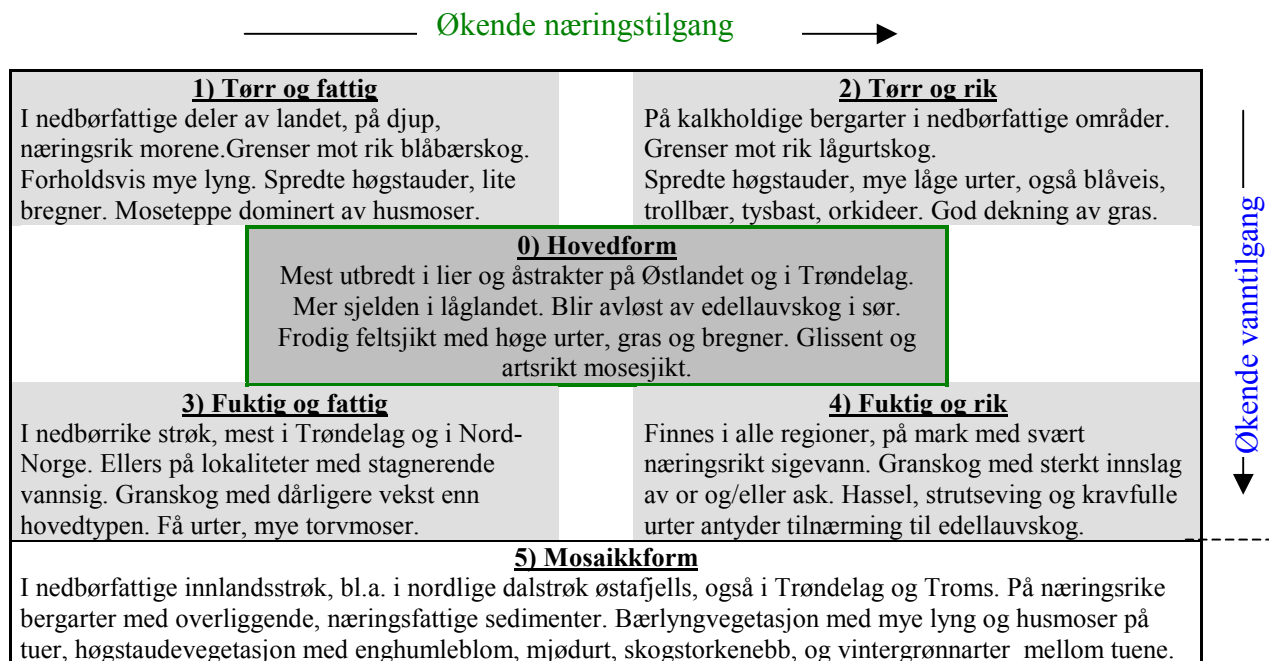 Økende næringstilgang
1) Tørr og fattig
I nedbørfattige deler av landet, på djup,
næringsrik morene.Grenser mot rik blåbærskog.
Forholdsvis mye lyng. Spredte høgstauder, lite
bregner. Moseteppe dominert av husmoser.
2) Tørr og rik
På kalkholdige bergarter i nedbørfattige områder.
Grenser mot rik lågurtskog.
Spredte høgstauder, mye låge urter, også blåveis,
trollbær, tysbast, orkideer. God dekning av gras.
Økende vanntilgang
0) Hovedform
Mest utbredt i lier og åstrakter på Østlandet og i Trøndelag.
Mer sjelden i låglandet. Blir avløst av edellauvskog i sør.
Frodig feltsjikt med høge urter, gras og bregner. Glissent og
artsrikt mosesjikt.
3) Fuktig og fattig
I nedbørrike strøk, mest i Trøndelag og i Nord-
Norge. Ellers på lokaliteter med stagnerende
vannsig. Granskog med dårligere vekst enn
hovedtypen. Få urter, mye torvmoser.
4) Fuktig og rik
Finnes i alle regioner, på mark med svært
næringsrikt sigevann. Granskog med sterkt innslag
av or og/eller ask. Hassel, strutseving og kravfulle
urter antyder tilnærming til edellauvskog.
5) Mosaikkform
I nedbørfattige innlandsstrøk, bl.a. i nordlige dalstrøk østafjells, også i Trøndelag og Troms. På næringsrike
bergarter med overliggende, næringsfattige sedimenter. Bærlyngvegetasjon med mye lyng og husmoser på
tuer, høgstaudevegetasjon med enghumleblom, mjødurt, skogstorkenebb, og vintergrønnarter mellom tuene.